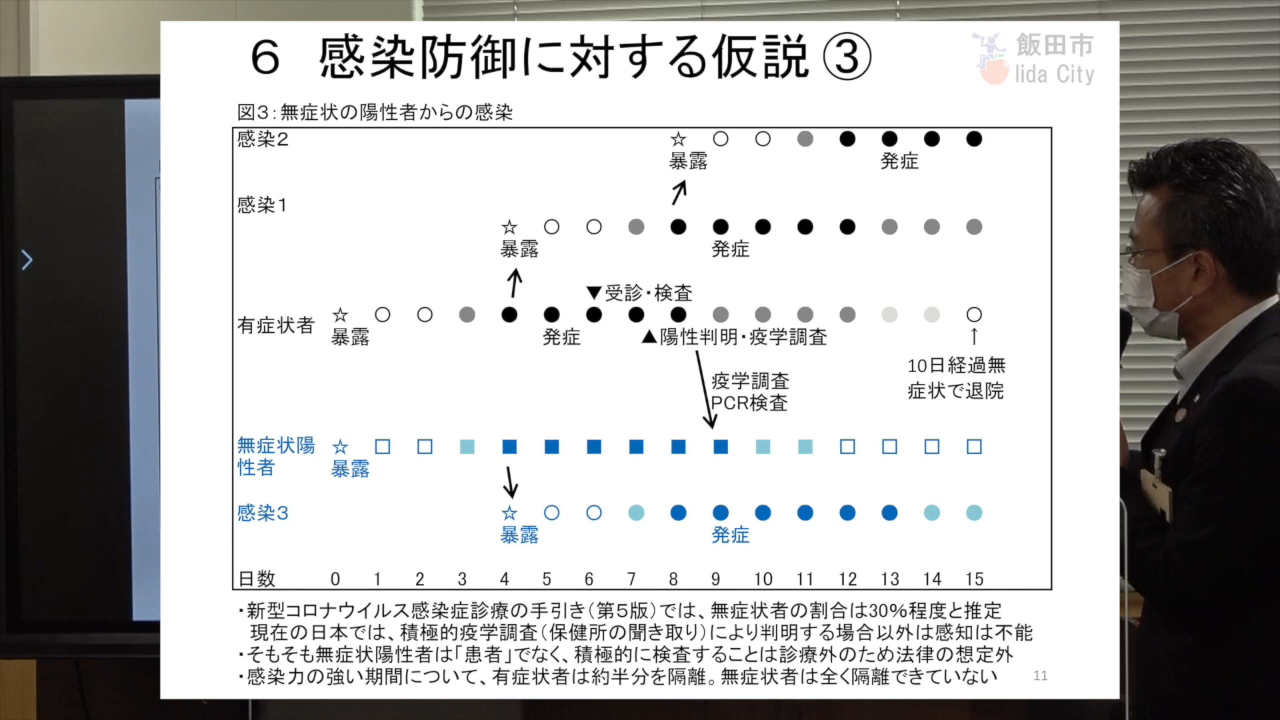 6 感染防御に対する仮説③
飯田市
Iida City
図3:無症状の陽性者からの感染
感染2
暴露
発症
感染1
暴露
発症
▼受診・検査
有症状者
暴露
発症
▲陽性判明・疫学調査
10日経過無
症状で退院
疫学調査
PCR検査
無症状陽
性者
暴露
感染3
暴露
発症
日数 0 1 2 3 4 5 6 7 8 9 10 11 12 13 14 15
・新型コロナウイルス感染症診療の手引き(第5版)では、無症状者の割合は30%程度と推定
現在の日本では、積極的疫学調査(保健所の聞き取り)により判明する場合以外は感知は不能
・そもそも無症状陽性者は「患者」でなく、積極的に検査することは診療外のため法律の想定外
・感染力の強い期間について、有症状者は約半分を隔離。無症状者は全く隔離できていない
11